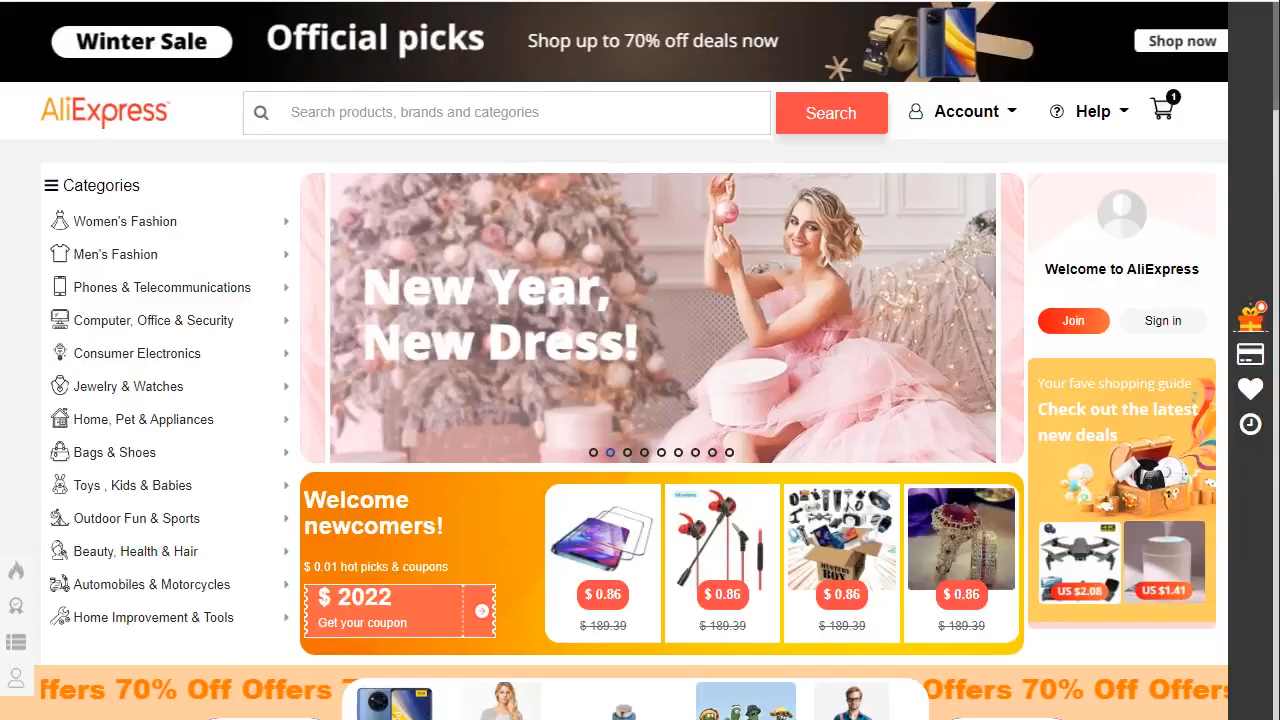 Winter Sale
Official picks
Shop up to 70% off deals now
Shop now
AliExpress
Search products, brands and categories
Search
Account
Help
1
Categories
Women's Fashion
Men's Fashion
Phones & Telecommunications
Computer, Office & Security
Consumer Electronics
Jewelry & Watches
Home, Pet & Appliances
Bags & Shoes
Toys , Kids & Babies
Outdoor Fun & Sports
Beauty, Health & Hair
Automobiles & Motorcycles
Home Improvement & Tools
New Year,
New Dress!
Welcome to AliExpress
Join
Sign in
Your fave shopping guide
Check out the latest
new deals
US $2.08
US $1.41
Welcome
newcomers!
$ 0.01 hot picks & coupons
$ 2022
Get your coupon
$ 0.86
$ 189.39
$ 0.86
$ 189.39
MYSTERY
BOX
$ 0.86
$ 189.39
$ 0.86
$ 189.39
ffers 70% Off Offers 7
Offers 70% Off Offers